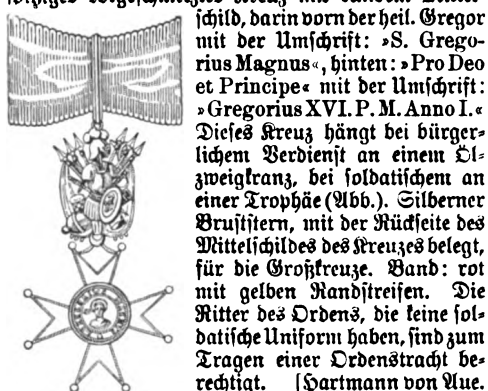 schild, darin vorn der heil. Gregor
mit der Umschrift: »S. Grego-
rius Magnus«, hinten: »Pro Deo
et Principe« mit der Umschrift:
»Gregorius XVI. P. M. Anno I.«
Dieses Kreuz hängt bei bürger-
lichem Verdienst an einem Öl-
zweigkranz, bei soldatischem an
einer Trophäe (Abb.). Silberner
Bruststern, mit der Rückseite des
Mittelschildes des Kreuzes belegt,
für die Großkreuze. Band: rot
mit gelben Randstreifen. Die
Ritter des Ordens, die keine sol-
datische Uniform haben, sind zum
Tragen einer Ordenstracht be-
rechtigt. [Hartmann von Aue.